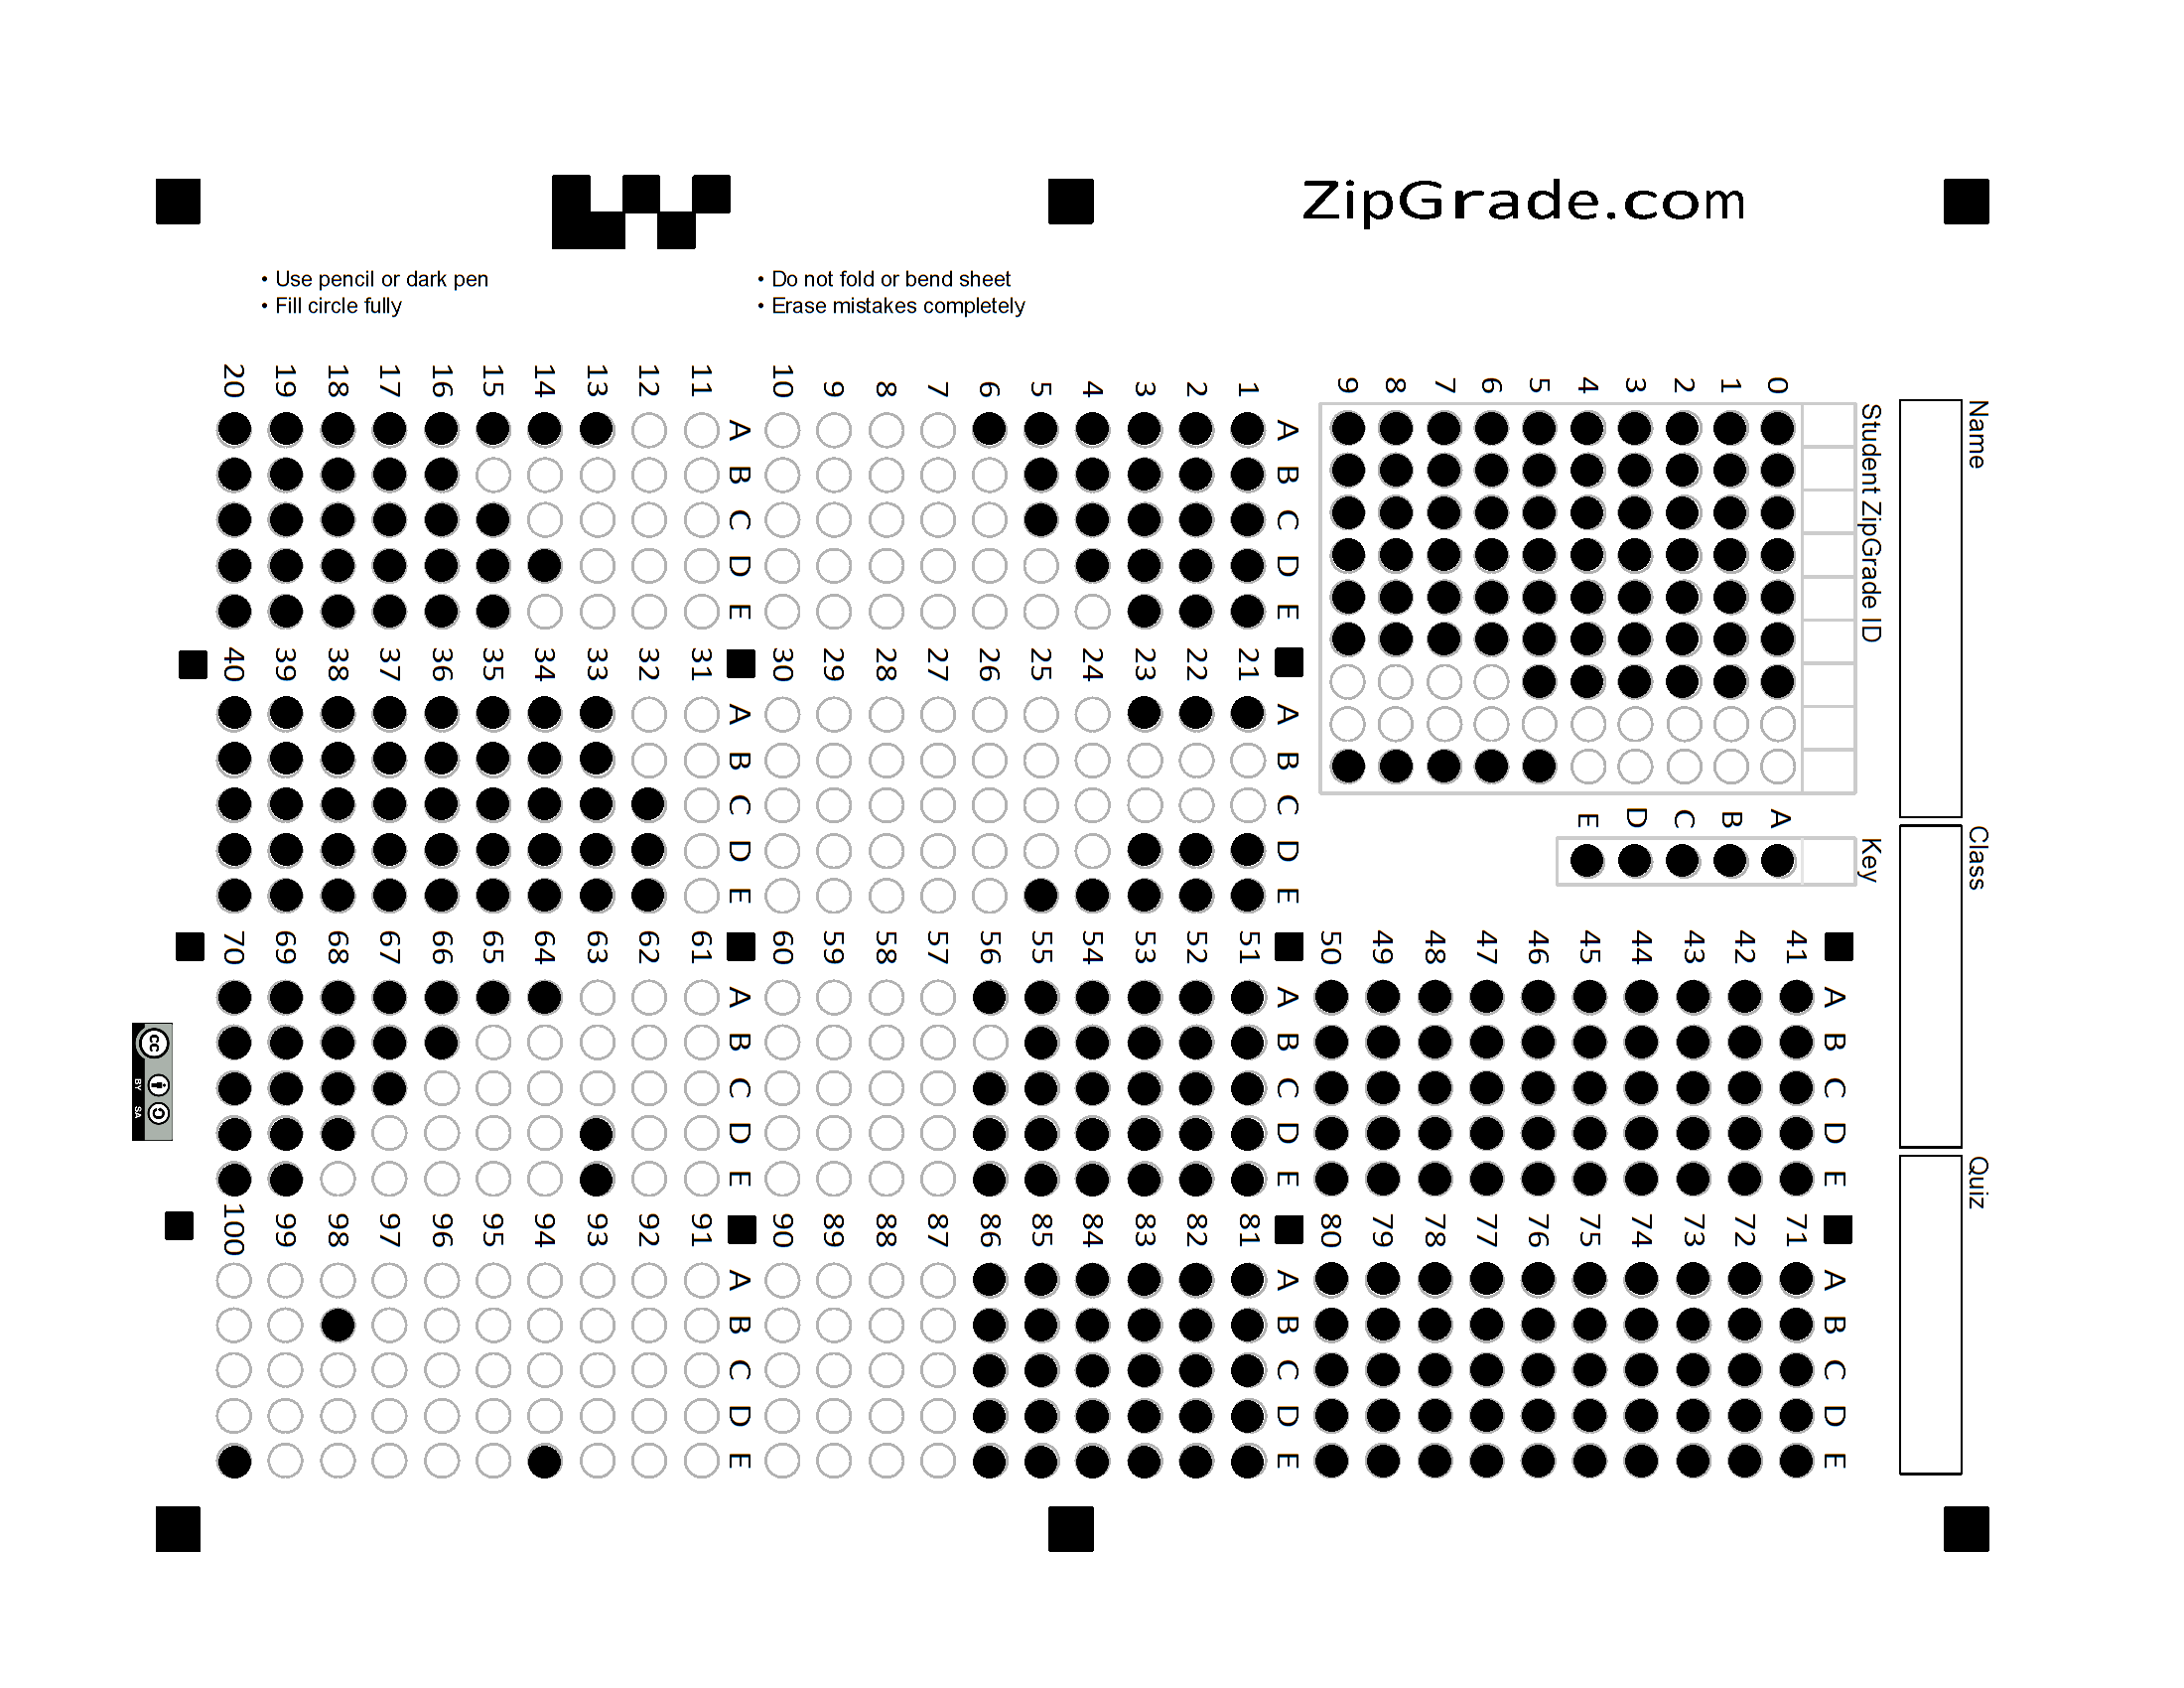 ZipGrade.com
• Use pencil or dark pen
• Fill circle fully
• Do not fold or bend sheet
• Erase mistakes completely
Name
Class
Quiz
Student ZipGrade ID
0 1 2 3 4 5 6 7 8 9
Key
A B C D E
A B C D E
1 2 3 4 5 6 7 8 9 10
A B C D E
11 12 13 14 15 16 17 18 19 20
A B C D E
21 22 23 24 25 26 27 28 29 30
A B C D E
31 32 33 34 35 36 37 38 39 40
A B C D E
41 42 43 44 45 46 47 48 49 50
A B C D E
51 52 53 54 55 56 57 58 59 60
A B C D E
61 62 63 64 65 66 67 68 69 70
A B C D E
71 72 73 74 75 76 77 78 79 80
A B C D E
81 82 83 84 85 86 87 88 89 90
A B C D E
91 92 93 94 95 96 97 98 99 100
cc
BY SA